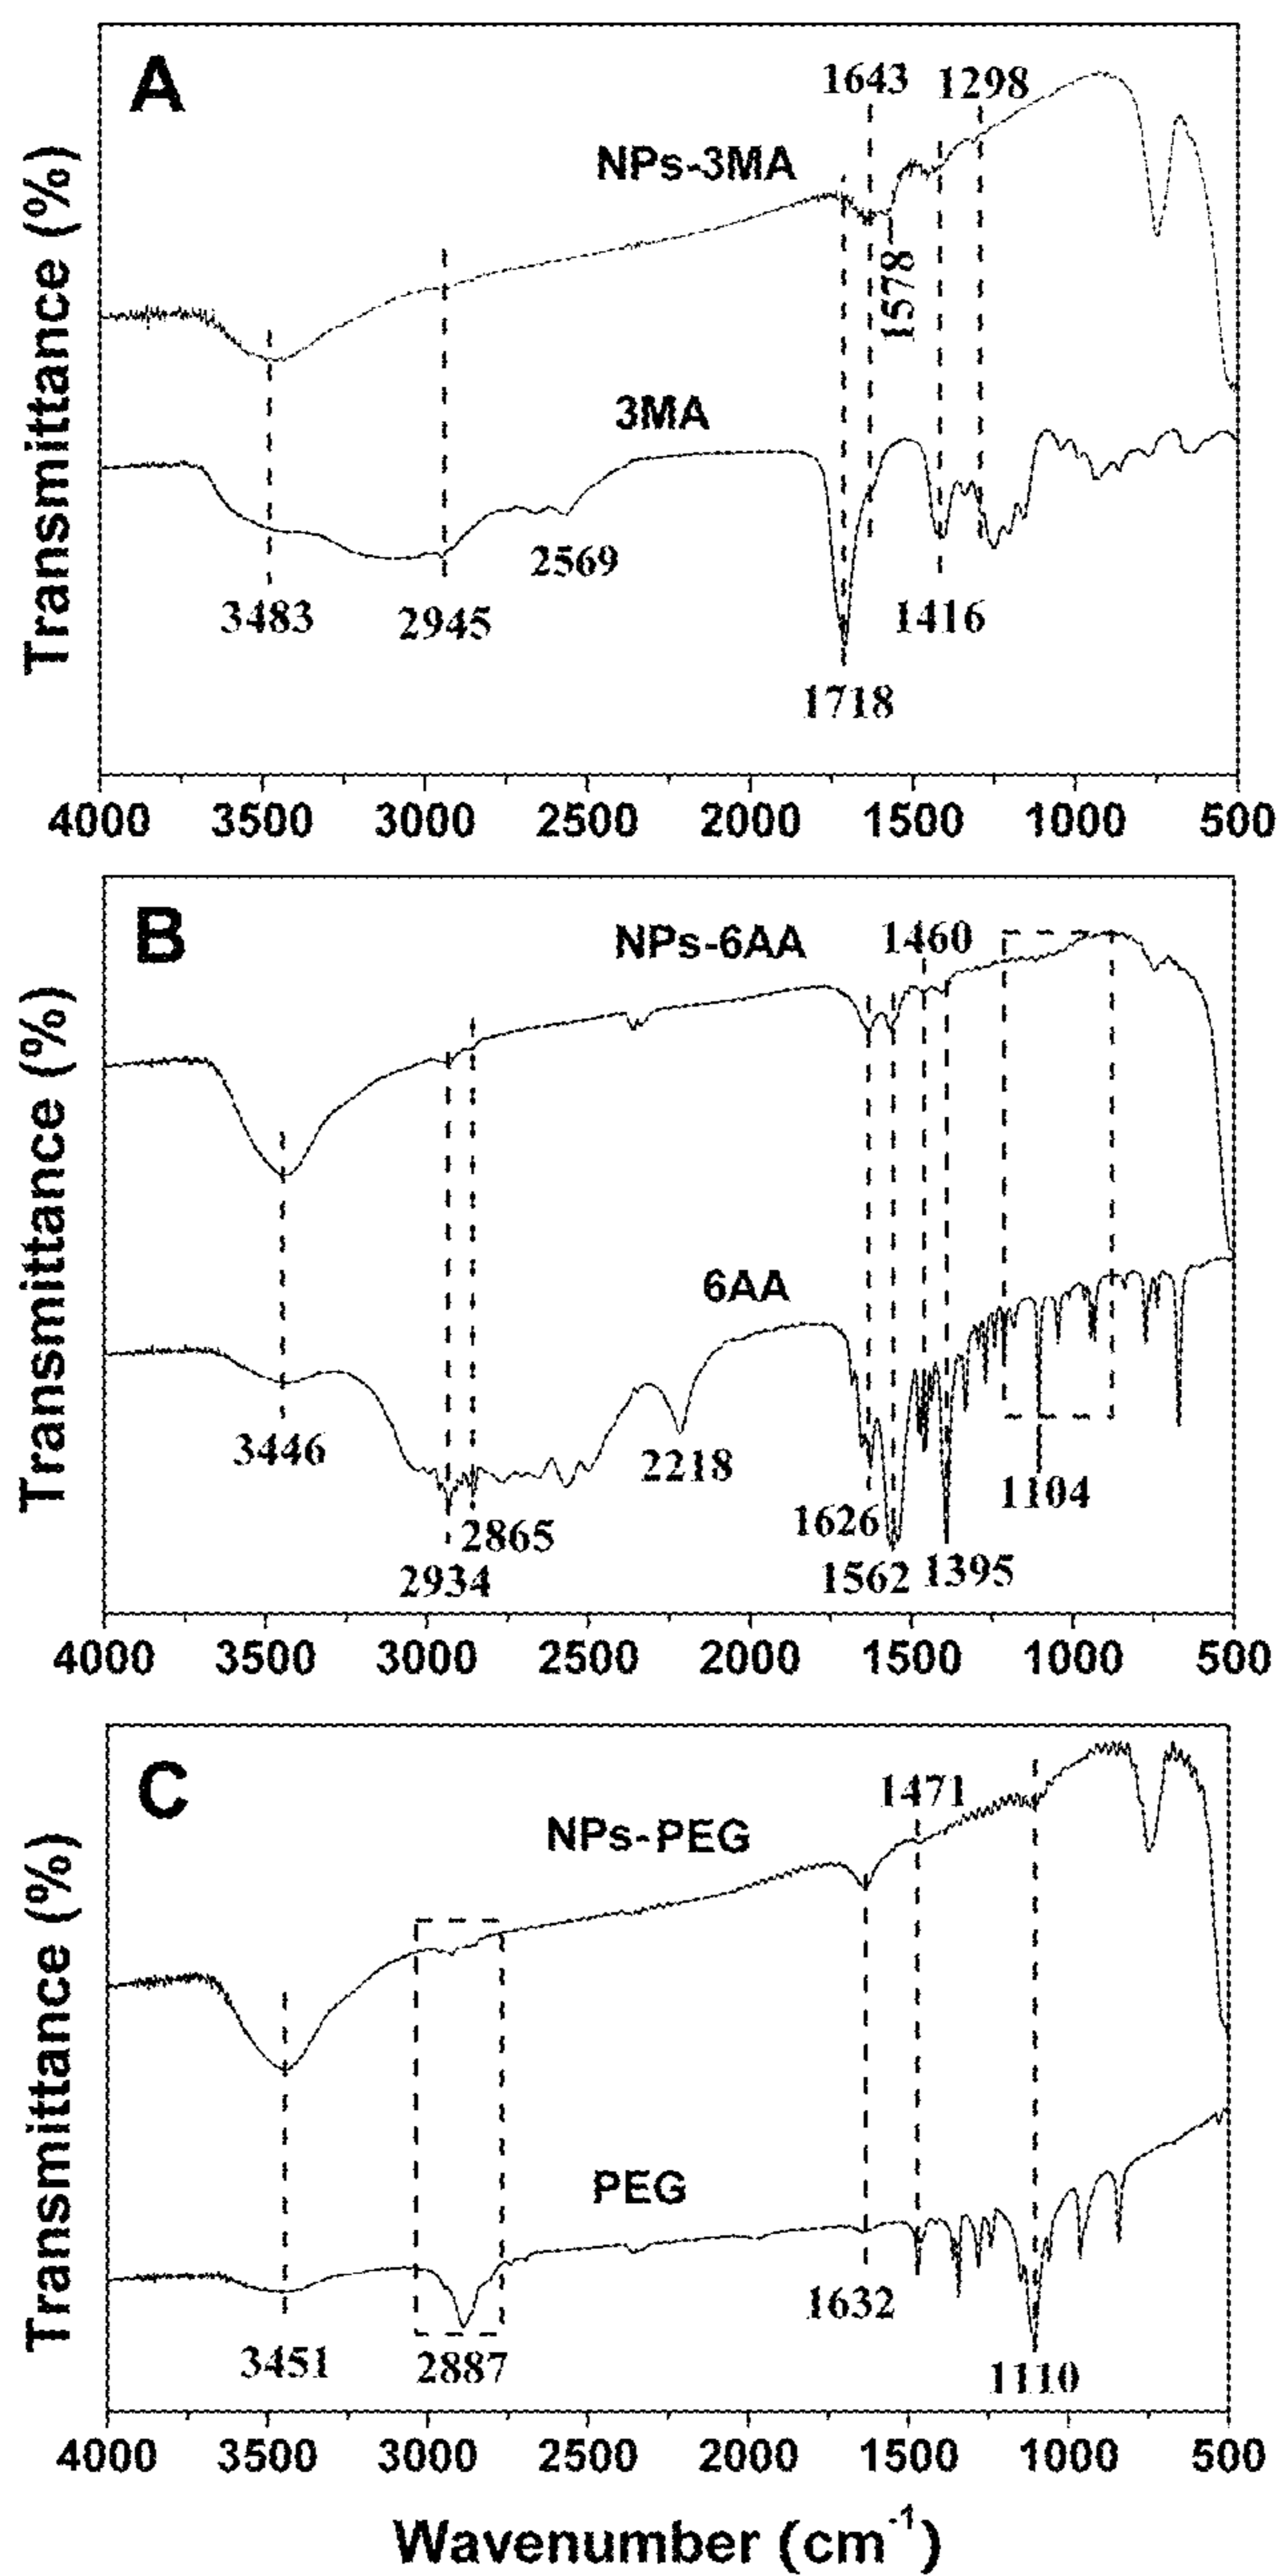 A
1643 1298
NPs-3MA
1578
3MA
2569
3483 2945 1416
1718
Transmittance (%)
4000 3500 3000 2500 2000 1500 1000 500
B
NPs-6AA 1460
6AA
3446 2218
1626 1104
2865
2934 1562 1395
Transmittance (%)
4000 3500 3000 2500 2000 1500 1000 500
C
1471
NPs-PEG
PEG
1632
3451 2887 1110
Transmittance (%)
4000 3500 3000 2500 2000 1500 1000 500
Wavenumber (cm⁻¹)